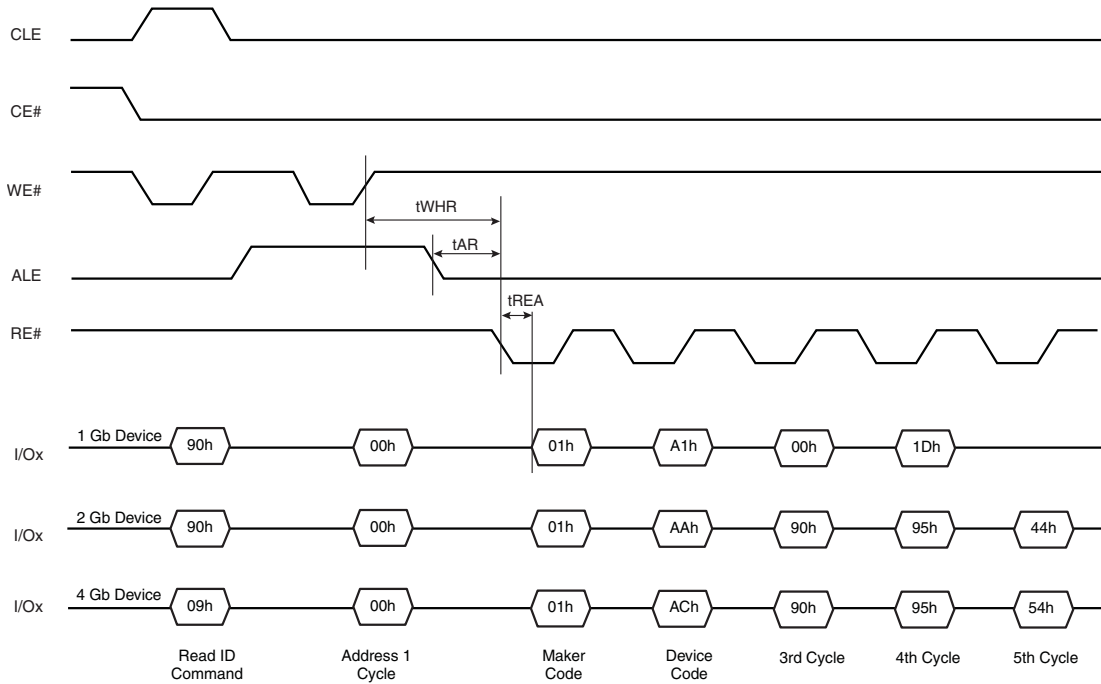 CLE
CE#
WE#
tWHR
tAR
ALE
tREA
RE#
1 Gb Device
I/Ox 90h 00h 01h A1h 00h 1Dh
2 Gb Device
I/Ox 90h 00h 01h AAh 90h 95h 44h
4 Gb Device
I/Ox 09h 00h 01h ACh 90h 95h 54h
Read ID Command
Address 1 Cycle
Maker Code
Device Code
3rd Cycle
4th Cycle
5th Cycle